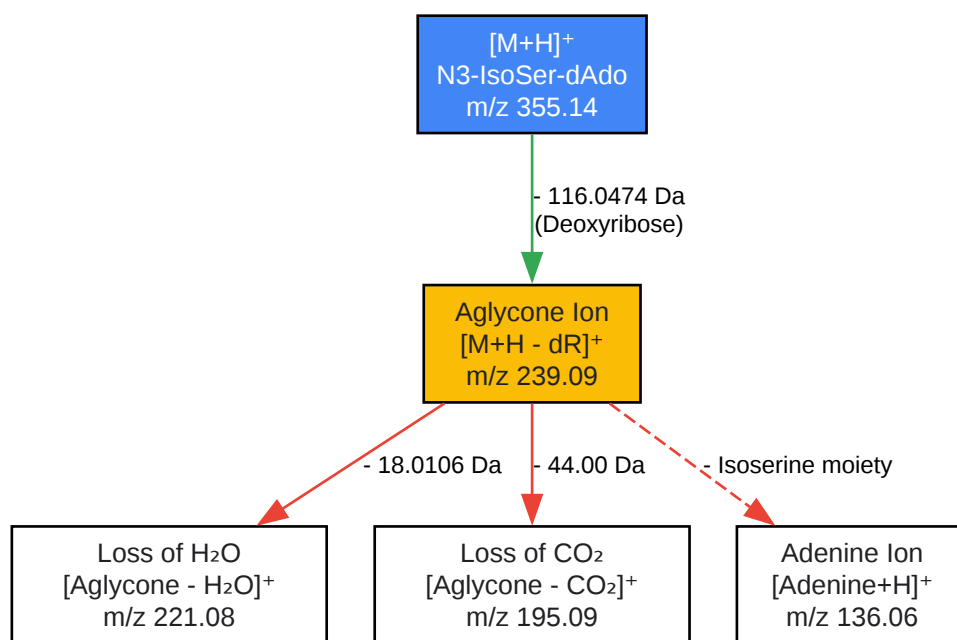 [M+H]⁺
N3-IsoSer-dAdo
m/z 355.14
- 116.0474 Da
(Deoxyribose)
Aglycone Ion
[M+H - dR]⁺
m/z 239.09
- 18.0106 Da
- 44.00 Da
- Isoserine moiety
Loss of H₂O
[Aglycone - H₂O]⁺
m/z 221.08
Loss of CO₂
[Aglycone - CO₂]⁺
m/z 195.09
Adenine Ion
[Adenine+H]⁺
m/z 136.06